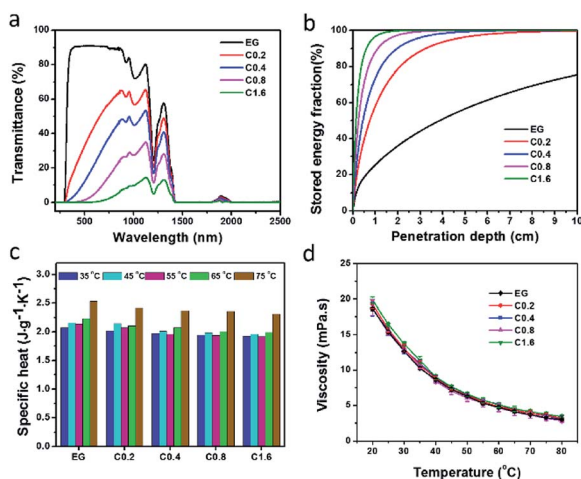 a
Transmittance (%)
100
80
60
40
20
0
500 1000 1500 2000 2500
Wavelength (nm)
EG
C0.2
C0.4
C0.8
C1.6
b
Stored energy fraction(%)
100
80
60
40
20
0
0 1 2 3 4 5 6 7 8 9 10
Penetration depth (cm)
EG
C0.2
C0.4
C0.8
C1.6
c
Specific heat (J·g-1·K-1)
3.0
2.5
2.0
1.5
1.0
0.5
0.0
35 °C 45 °C 55 °C 65 °C 75 °C
EG C0.2 C0.4 C0.8 C1.6
d
Viscosity (mPa.s)
25
20
15
10
5
0
20 30 40 50 60 70 80
Temperature (°C)
EG
C0.2
C0.4
C0.8
C1.6